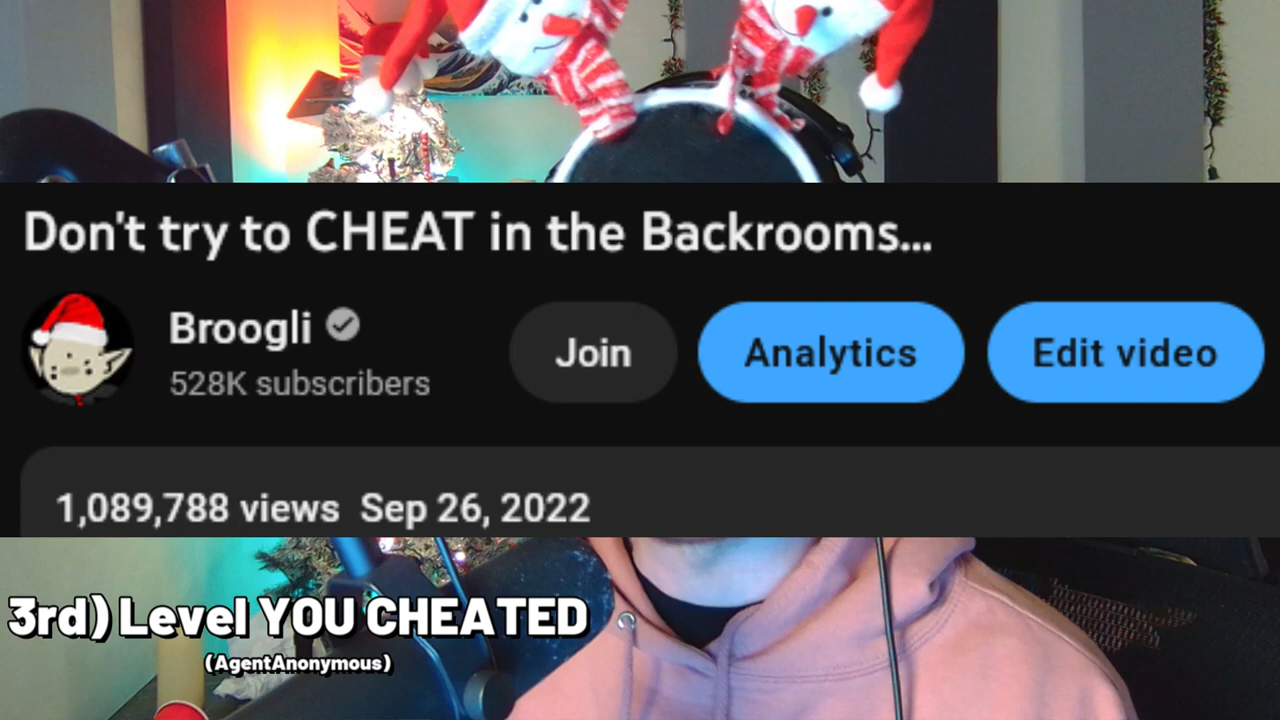 Don't try to CHEAT in the Backrooms...
Broogli
528K subscribers
Join
Analytics
Edit video
1,089,788 views Sep 26, 2022
3rd) Level YOU CHEATED
(AgentAnonymous)